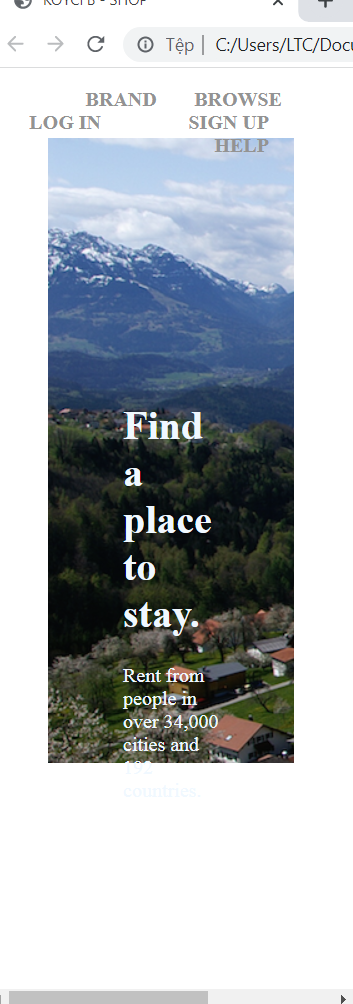 KOYCFB - SHOP
Tệp | C:/Users/LTC/Docu
BRAND BROWSE
LOG IN SIGN UP
HELP
Find
a
place
to
stay.
Rent from
people in
over 34,000
cities and
192
countries.